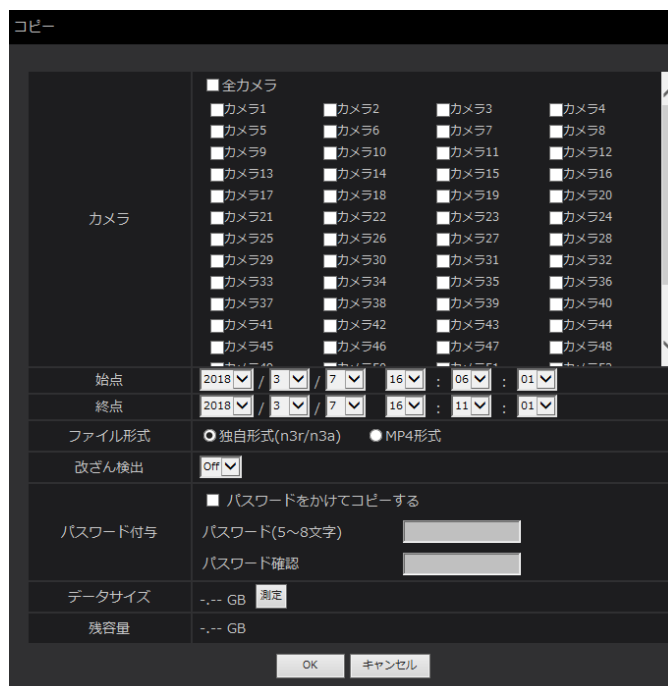 コピー
全カメラ
カメラ1 カメラ2 カメラ3 カメラ4
カメラ5 カメラ6 カメラ7 カメラ8
カメラ9 カメラ10 カメラ11 カメラ12
カメラ13 カメラ14 カメラ15 カメラ16
カメラ17 カメラ18 カメラ19 カメラ20
カメラ
カメラ21 カメラ22 カメラ23 カメラ24
カメラ25 カメラ26 カメラ27 カメラ28
カメラ29 カメラ30 カメラ31 カメラ32
カメラ33 カメラ34 カメラ35 カメラ36
カメラ37 カメラ38 カメラ39 カメラ40
カメラ41 カメラ42 カメラ43 カメラ44
カメラ45 カメラ46 カメラ47 カメラ48
始点 2018 / 3 / 7 16 : 06 : 01
終点 2018 / 3 / 7 16 : 11 : 01
ファイル形式 独自形式(n3r/n3a) MP4形式
改ざん検出 Off
パスワードをかけてコピーする
パスワード付与 パスワード(5～8文字)
パスワード確認
データサイズ -.-- GB 測定
残容量 -.-- GB
OK キャンセル